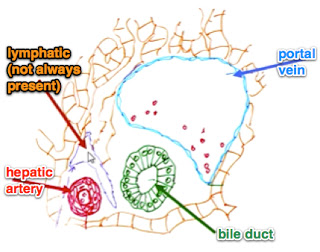 lymphatic
(not always
present)
portal
vein
hepatic
artery
bile duct